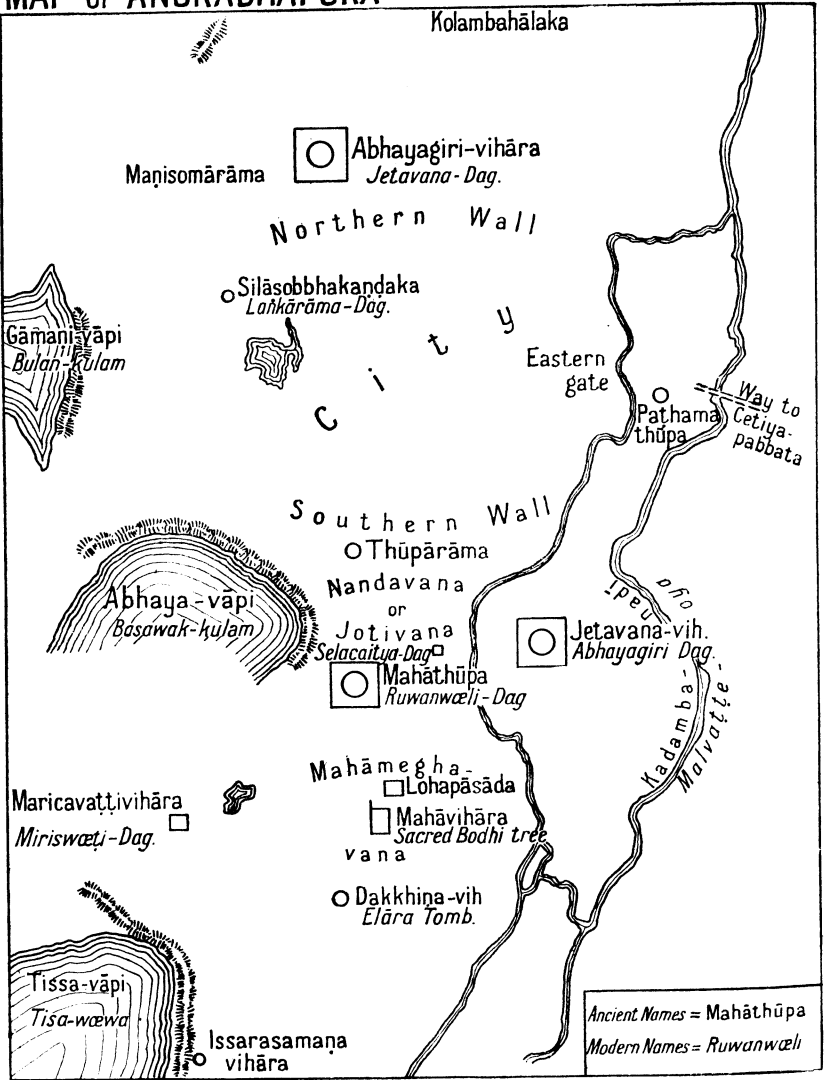 MAP OF ANURADHAPURA
Kolambahālaka
Abhayagiri-vihāra
Jetavana-Dag.
Maṇisomārāma
Northern Wall
Silāsobbhakaṇḍaka
Laṅkārāma-Dag.
City
Gāmaṇi-vāpi
Bulan-kulam
Eastern
gate
Paṭhama
thūpa
Way to
Cetiya-
pabbata
Southern Wall
Thūpārāma
Nandavana
or
Jotivana
Selacaitya-Dag
Abhaya-vāpi
Basawak-kulam
Jetavana-vih.
Abhayagiri Dag.
Mahāthūpa
Ruwanwæli-Dag
Kadamba-nadī
Malvaṭṭe-oya
Mahāmegha-
Lohapāsāda
Mahāvihāra
Sacred Bodhi tree
vana
Maricavaṭṭivihāra
Miriswæṭi-Dag.
Dakkhiṇa-vih
Elāra Tomb.
Tissa-vāpi
Tisa-wæwa
Issarasamaṇa
vihāra
Ancient Names = Mahāthūpa
Modern Names = Ruwanwæli